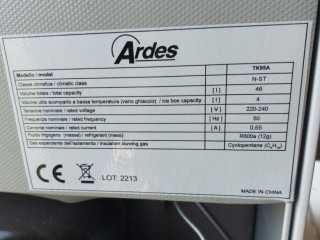 Ardes
Modello / model TK95A
Classe climatica / climatic class N-ST
Volume totale / total capacity [ l ] 46
Volume utile scomparto a bassa temperatura (vano ghiaccio) / ice box capacity [ l ] 4
Tensione nominale / rated voltage [ V ] 220-240
Frequenza nominale / rated frequency [ Hz ] 50
Corrente nominale / rated current [ A ] 0,65
Fluido frigogeno (massa) / refrigerant (mass) R600a (12g)
Gas espandente dell'isolamento / Insulation burning gas Cyclopentane (C₅H₁₀)
CE
LOT: 2213
MADE IN CHINA